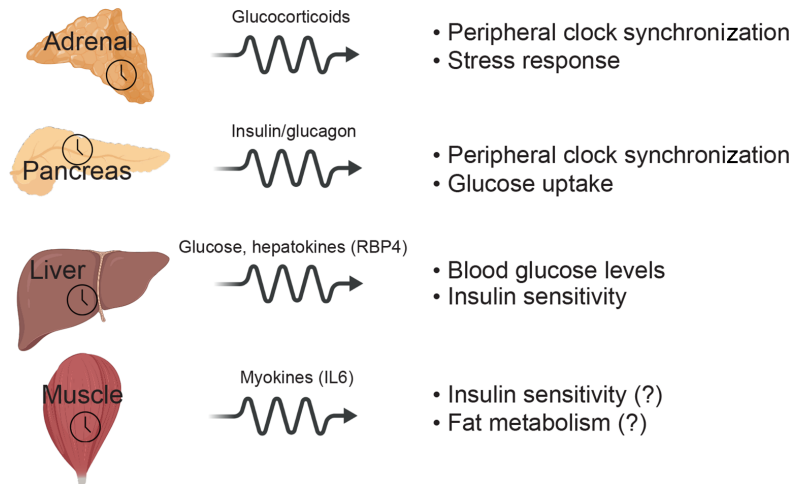 Adrenal
Glucocorticoids
• Peripheral clock synchronization
• Stress response
Pancreas
Insulin/glucagon
• Peripheral clock synchronization
• Glucose uptake
Liver
Glucose, hepatokines (RBP4)
• Blood glucose levels
• Insulin sensitivity
Muscle
Myokines (IL6)
• Insulin sensitivity (?)
• Fat metabolism (?)